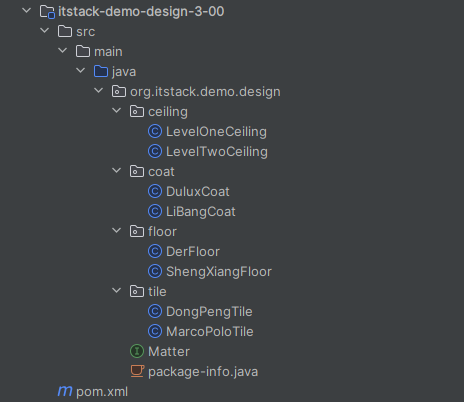 itstack-demo-design-3-00
src
main
java
org.itstack.demo.design
ceiling
LevelOneCeiling
LevelTwoCeiling
coat
DuluxCoat
LiBangCoat
floor
DerFloor
ShengXiangFloor
tile
DongPengTile
MarcoPoloTile
Matter
package-info.java
pom.xml